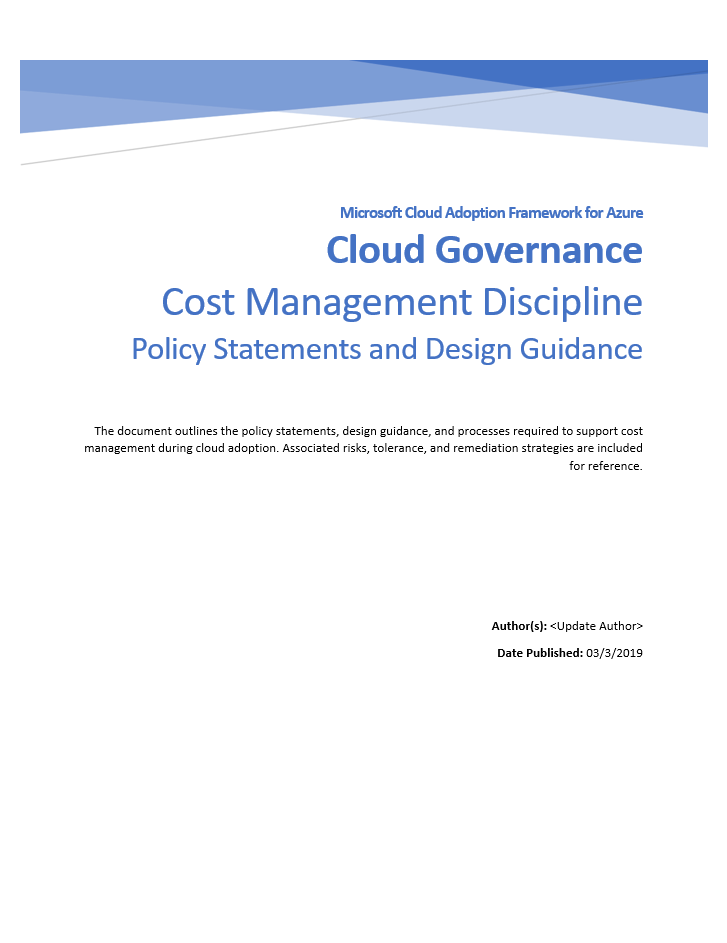 Microsoft Cloud Adoption Framework for Azure
Cloud Governance
Cost Management Discipline
Policy Statements and Design Guidance
The document outlines the policy statements, design guidance, and processes required to support cost
management during cloud adoption. Associated risks, tolerance, and remediation strategies are included
for reference.
Author(s): <Update Author>
Date Published: 03/3/2019